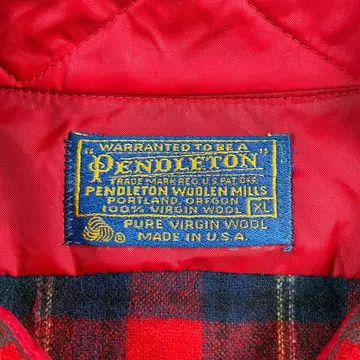 WARRANTED TO BE A
"PENDLETON"
TRADE MARK REG. U.S. PAT. OFF.
PENDLETON WOOLEN MILLS
PORTLAND, OREGON
100% VIRGIN WOOL XL
PURE VIRGIN WOOL
MADE IN U.S.A.